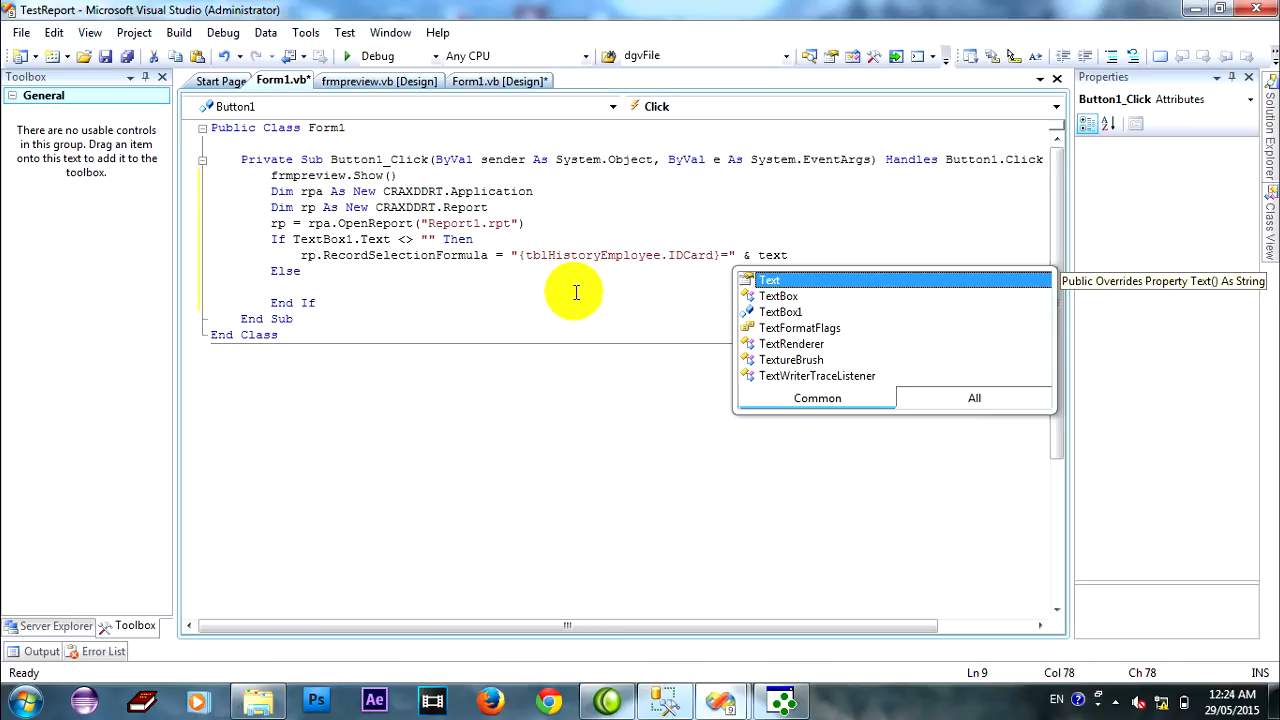 TestReport - Microsoft Visual Studio (Administrator)
File Edit View Project Build Debug Data Tools Test Window Help
Debug Any CPU dgvFile
Toolbox
General
There are no usable controls
in this group. Drag an item
onto this text to add it to the
toolbox.
Start Page Form1.vb* frmpreview.vb [Design] Form1.vb [Design]*
Button1 Click
Public Class Form1
Private Sub Button1_Click(ByVal sender As System.Object, ByVal e As System.EventArgs) Handles Button1.Click
frmpreview.Show()
Dim rpa As New CRAXDDRT.Application
Dim rp As New CRAXDDRT.Report
rp = rpa.OpenReport("Report1.rpt")
If TextBox1.Text <> "" Then
rp.RecordSelectionFormula = "{tblHistoryEmployee.IDCard}=" & text
Else
End If
End Sub
End Class
Text
TextBox
TextBox1
TextFormatFlags
TextRenderer
TextureBrush
TextWriterTraceListener
Common All
Public Overrides Property Text() As String
Properties
Button1_Click Attributes
Solution Explorer
Class View
Server Explorer Toolbox
Output Error List
Ready Ln 9 Col 78 Ch 78 INS
Ps Ae EN 12:24 AM
29/05/2015